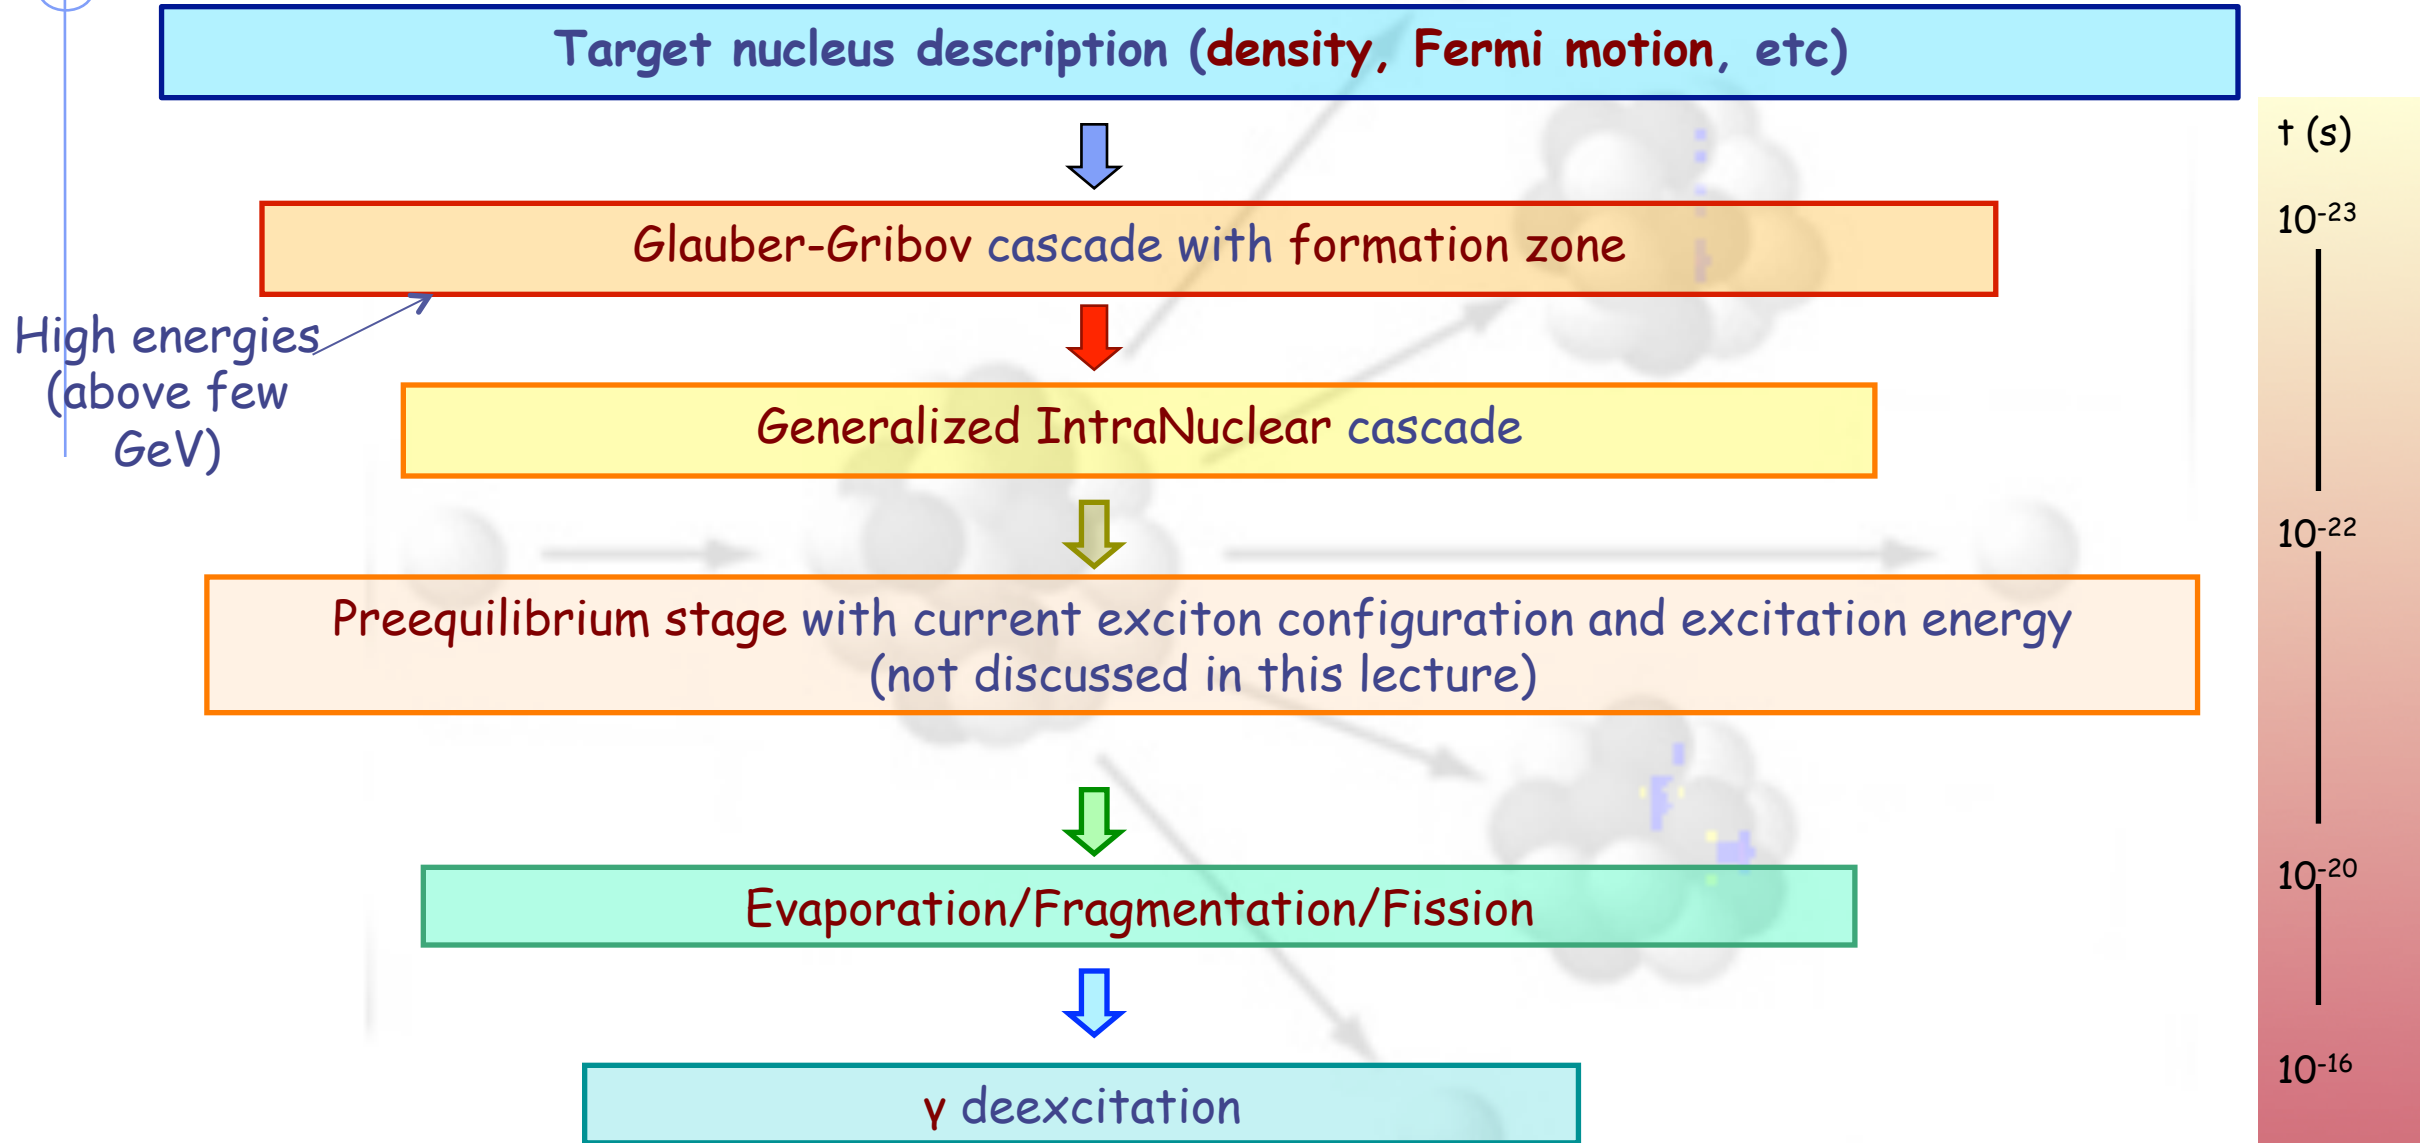 Target nucleus description (density, Fermi motion, etc)
t (s)
10⁻²³
Glauber-Gribov cascade with formation zone
High energies
(above few
GeV)
Generalized IntraNuclear cascade
10⁻²²
Preequilibrium stage with current exciton configuration and excitation energy
(not discussed in this lecture)
10⁻²⁰
Evaporation/Fragmentation/Fission
10⁻¹⁶
γ deexcitation